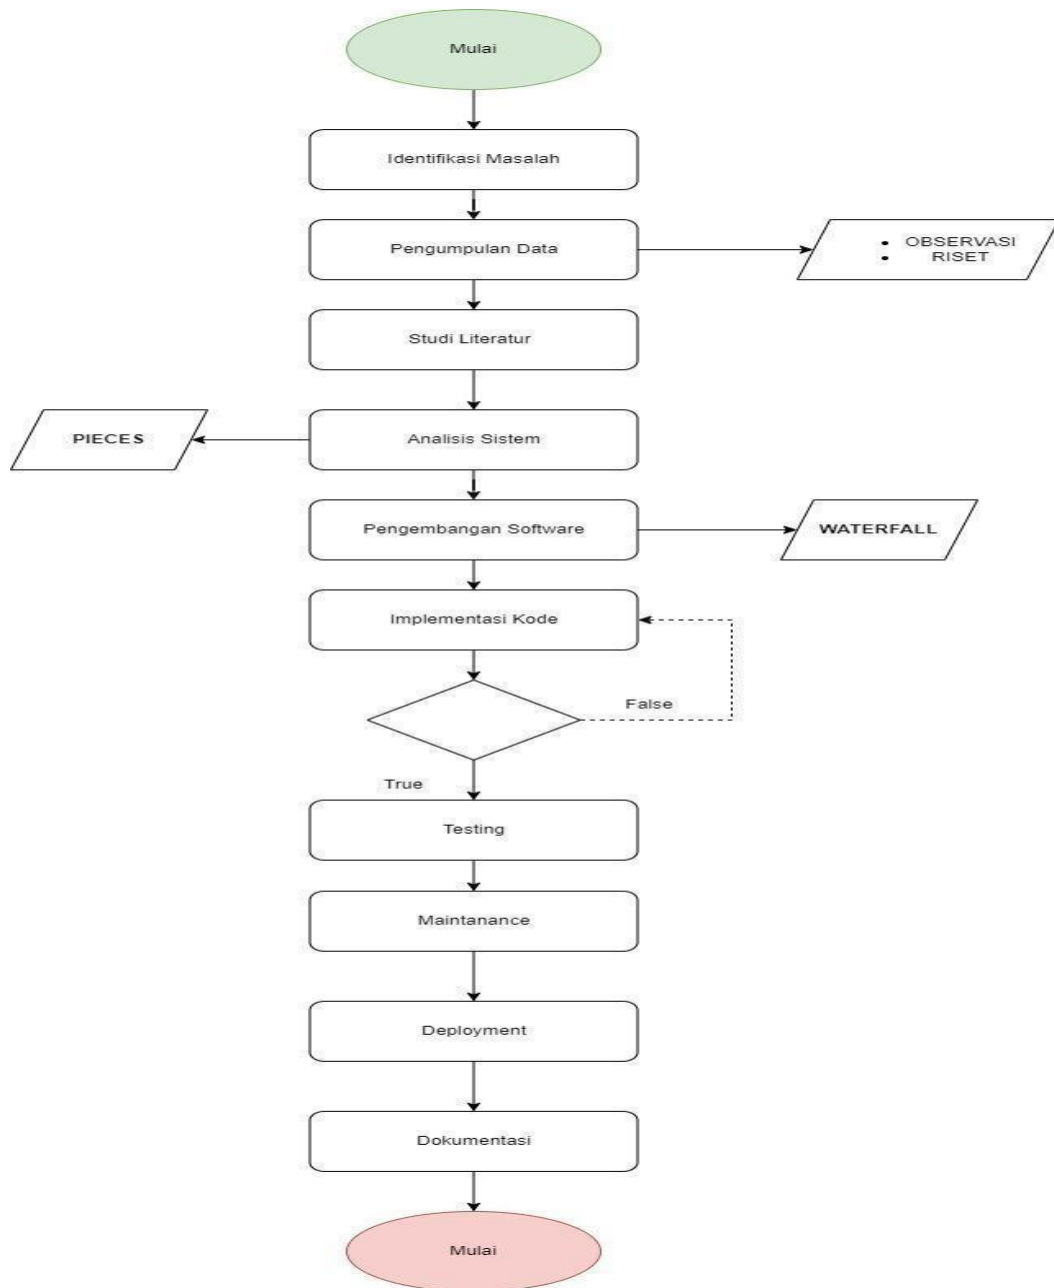 Mulai
Identifikasi Masalah
Pengumpulan Data
• OBSERVASI
• RISET
Studi Literatur
PIECES
Analisis Sistem
Pengembangan Software
WATERFALL
Implementasi Kode
False
True
Testing
Maintanance
Deployment
Dokumentasi
Mulai